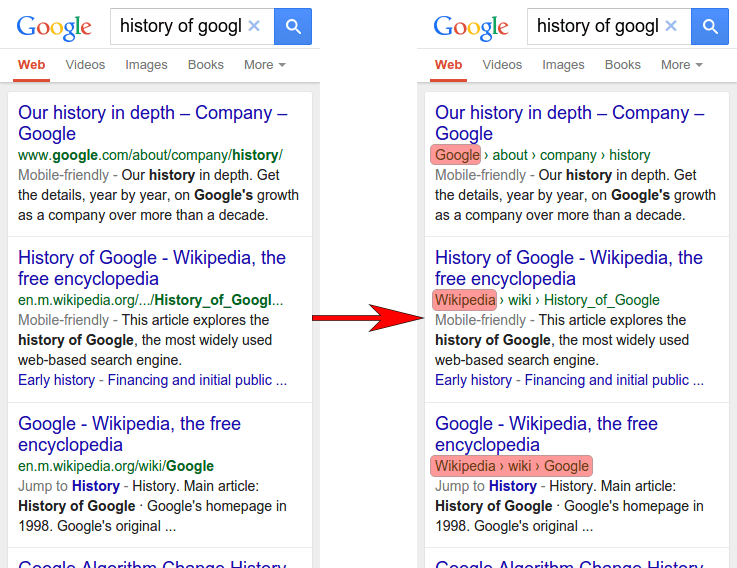 Google
history of googl ×
Web Videos Images Books More
Our history in depth – Company –
Google
www.google.com/about/company/history/
Mobile-friendly - Our history in depth. Get
the details, year by year, on Google's growth
as a company over more than a decade.
History of Google - Wikipedia, the
free encyclopedia
en.m.wikipedia.org/.../History_of_Googl...
Mobile-friendly - This article explores the
history of Google, the most widely used
web-based search engine.
Early history - Financing and initial public ...
Google - Wikipedia, the free
encyclopedia
en.m.wikipedia.org/wiki/Google
Jump to History - History. Main article:
History of Google · Google's homepage in
1998. Google's original ...
Google Algorithm Change History
Google
history of googl ×
Web Videos Images Books More
Our history in depth – Company –
Google
Google › about › company › history
Mobile-friendly - Our history in depth. Get
the details, year by year, on Google's growth
as a company over more than a decade.
History of Google - Wikipedia, the
free encyclopedia
Wikipedia › wiki › History_of_Google
Mobile-friendly - This article explores the
history of Google, the most widely used
web-based search engine.
Early history - Financing and initial public ...
Google - Wikipedia, the free
encyclopedia
Wikipedia › wiki › Google
Jump to History - History. Main article:
History of Google · Google's homepage in
1998. Google's original ...
Google Algorithm Change History